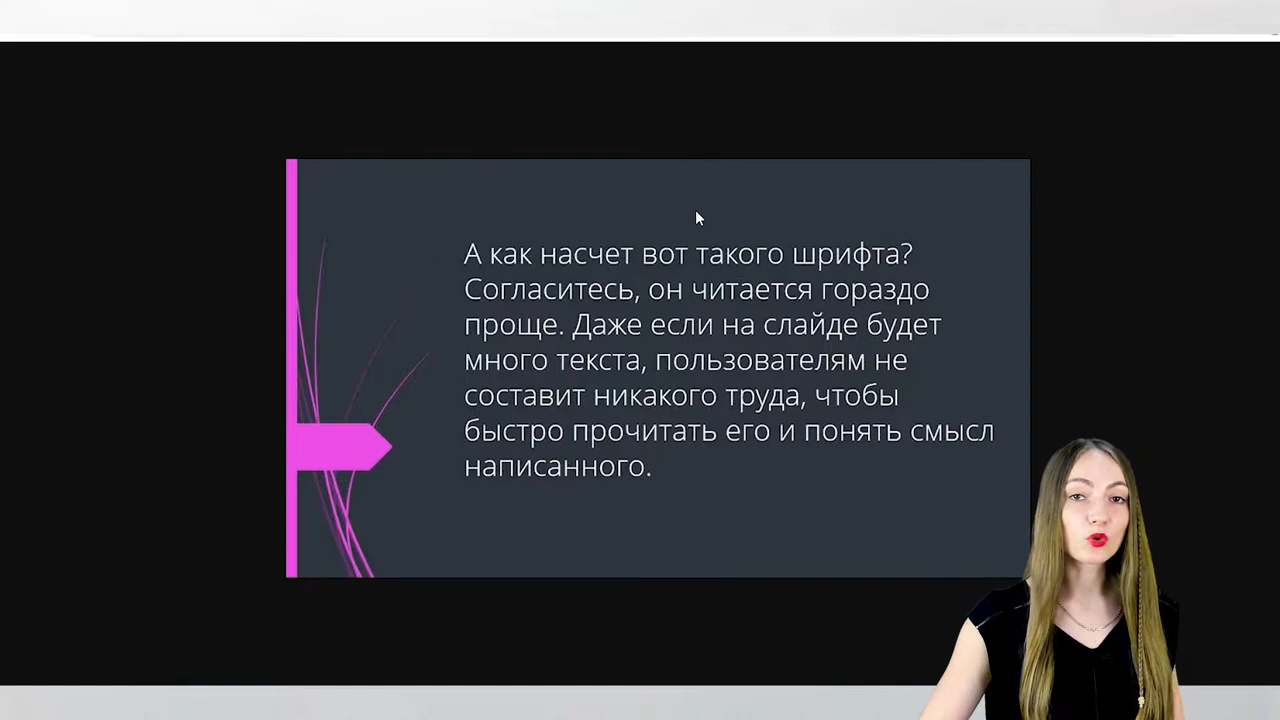 А как насчет вот такого шрифта?
Согласитесь, он читается гораздо
проще. Даже если на слайде будет
много текста, пользователям не
составит никакого труда, чтобы
быстро прочитать его и понять смысл
написанного.